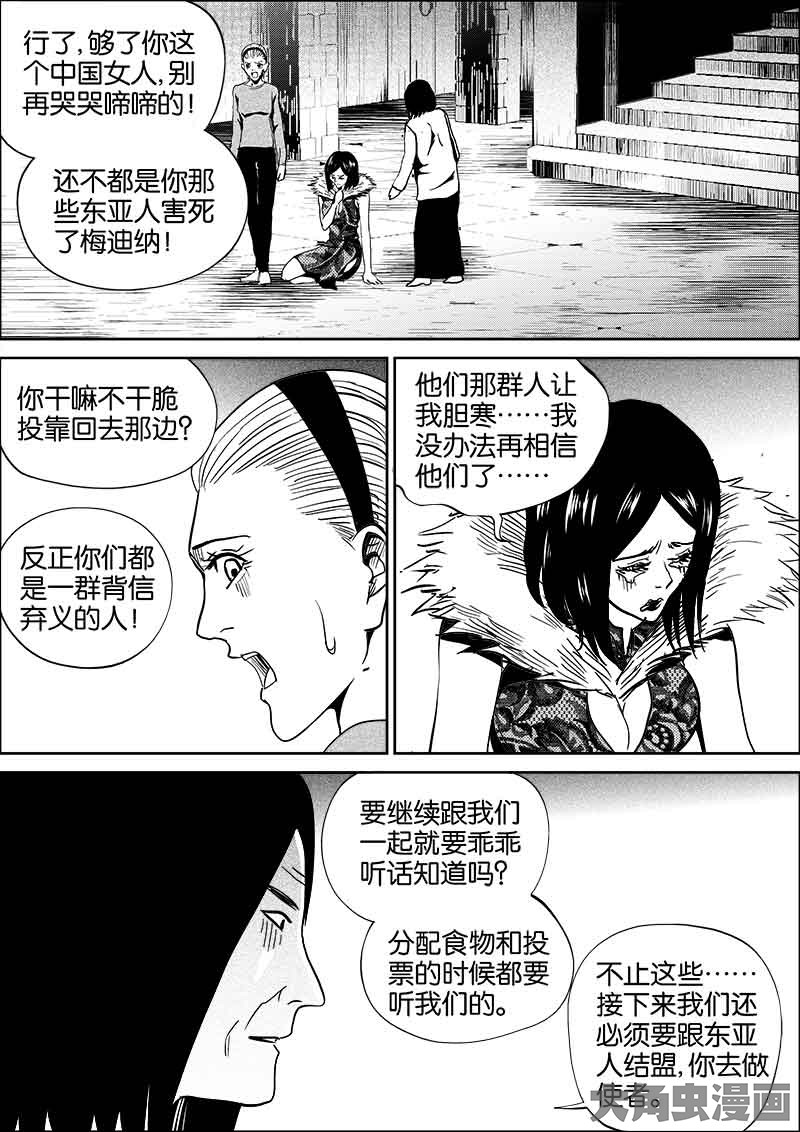 行了,够了你这
个中国女人,别
再哭哭啼啼的！
还不都是你那
些东亚人害死
了梅迪纳！
你干嘛不干脆
投靠回去那边？
反正你们都
是一群背信
弃义的人！
他们那群人让
我胆寒……我
没办法再相信
他们了……
要继续跟我们
一起就要乖乖
听话知道吗？
分配食物和投
票的时候都要
听我们的。
不止这些……
接下来我们还
必须要跟东亚
人结盟,你去做
使者。
大角虫漫画